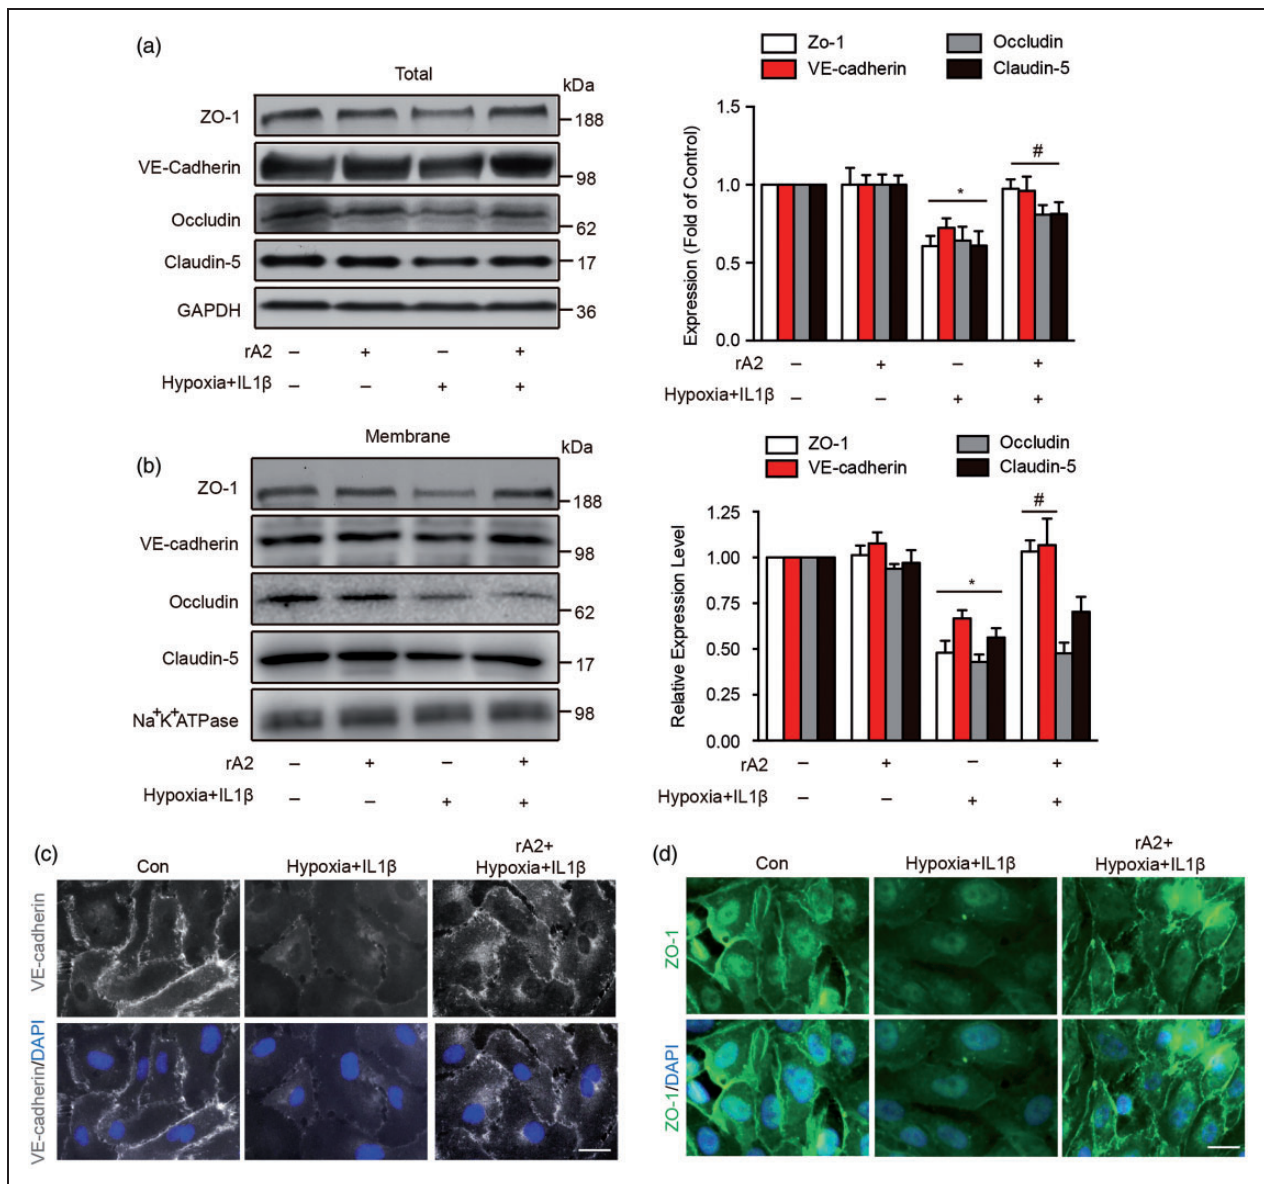 (a)
Total
kDa
ZO-1
188
VE-Cadherin
98
Occludin
62
Claudin-5
17
GAPDH
36
rA2 – + – +
Hypoxia+IL1β – – + +
Zo-1
VE-cadherin
Occludin
Claudin-5
Expression (Fold of Control)
1.5
1.0
0.5
0.0
*
#
rA2 – + – +
Hypoxia+IL1β – – + +
(b)
Membrane
kDa
ZO-1
188
VE-cadherin
98
Occludin
62
Claudin-5
17
Na+K+ATPase
98
rA2 – + – +
Hypoxia+IL1β – – + +
ZO-1
VE-cadherin
Occludin
Claudin-5
Relative Expression Level
1.25
1.00
0.75
0.50
0.25
0.00
*
#
rA2 – + – +
Hypoxia+IL1β – – + +
(c)
Con
Hypoxia+IL1β
rA2+
Hypoxia+IL1β
VE-cadherin
VE-cadherin/DAPI
(d)
Con
Hypoxia+IL1β
rA2+
Hypoxia+IL1β
ZO-1
ZO-1/DAPI